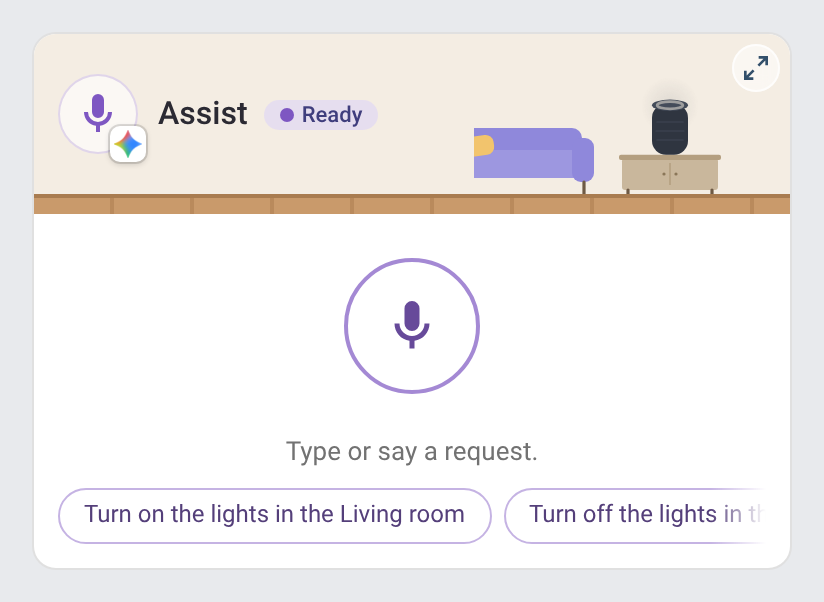 Assist
Ready
Type or say a request.
Turn on the lights in the Living room
Turn off the lights in